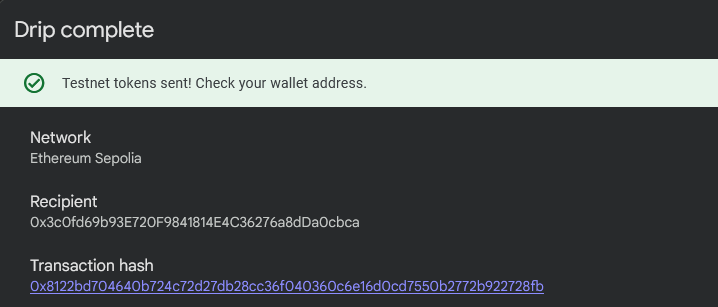 Drip complete
Testnet tokens sent! Check your wallet address.
Network
Ethereum Sepolia
Recipient
0x3c0fd69b93E720F9841814E4C36276a8dDa0cbca
Transaction hash
0x8122bd704640b724c72d27db28cc36f040360c6e16d0cd7550b2772b922728fb